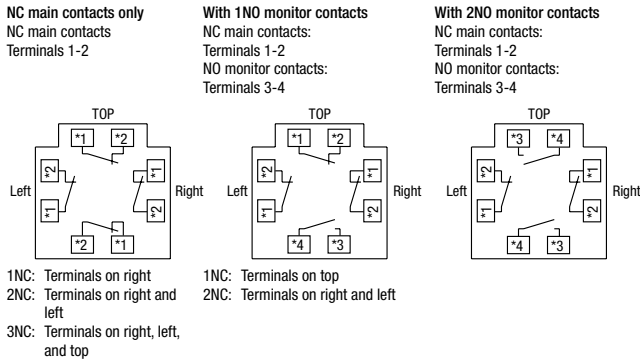 NC main contacts only
NC main contacts
Terminals 1-2
TOP
*1 *2
*2 *1
Left Right
*1 *2
*2 *1
1NC: Terminals on right
2NC: Terminals on right and
left
3NC: Terminals on right, left,
and top
With 1NO monitor contacts
NC main contacts:
Terminals 1-2
NO monitor contacts:
Terminals 3-4
TOP
*1 *2
*2 *1
Left Right
*1 *2
*4 *3
1NC: Terminals on top
2NC: Terminals on right and left
With 2NO monitor contacts
NC main contacts:
Terminals 1-2
NO monitor contacts:
Terminals 3-4
TOP
*3 *4
*2 *1
Left Right
*1 *2
*4 *3